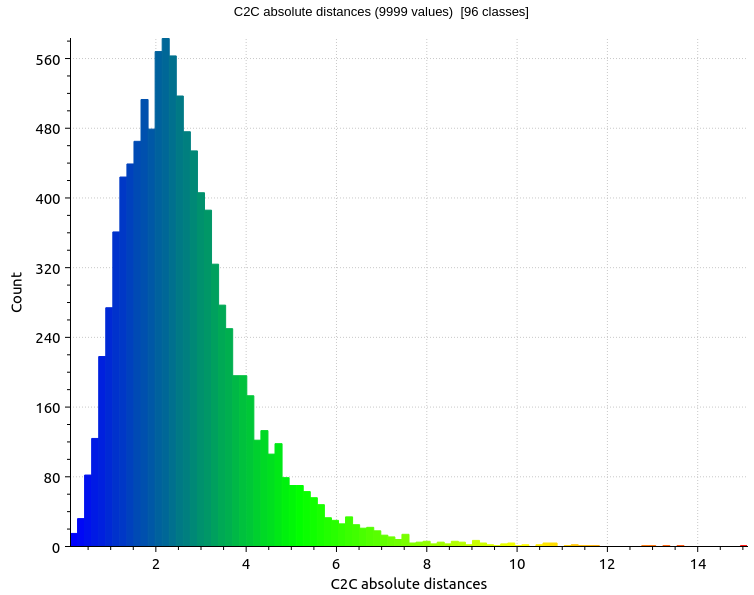 C2C absolute distances (9999 values)  [96 classes]
560
480
400
320
240
160
80
0
Count
2 4 6 8 10 12 14
C2C absolute distances